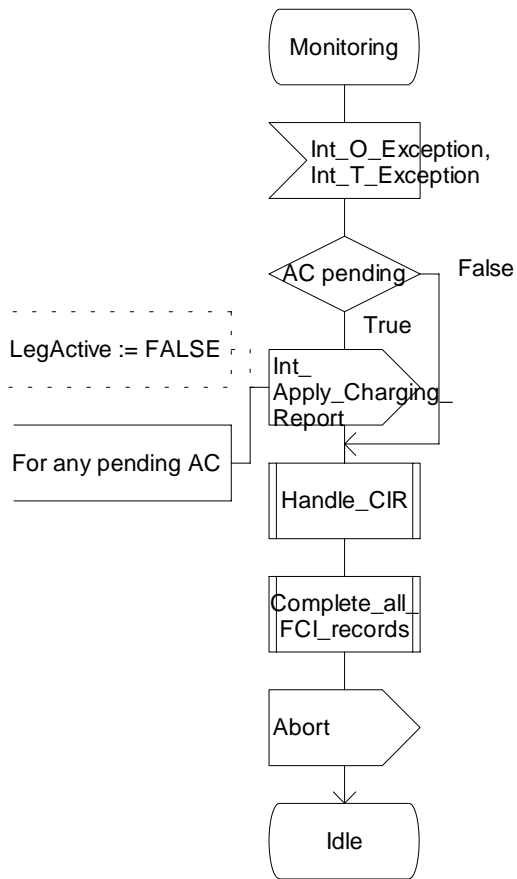 Monitoring
Int_O_Exception,
Int_T_Exception
AC pending
False
True
LegActive := FALSE
Int_
Apply_Charging_
Report
For any pending AC
Handle_CIR
Complete_all_
FCI_records
Abort
Idle